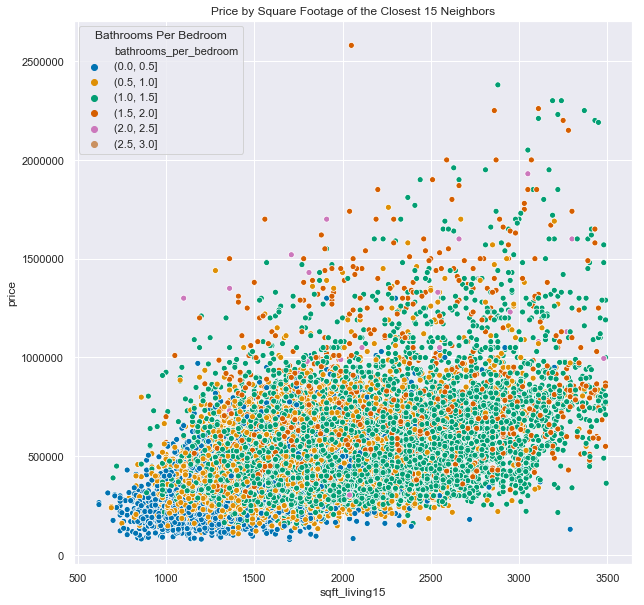 Price by Square Footage of the Closest 15 Neighbors
Bathrooms Per Bedroom
bathrooms_per_bedroom
(0.0, 0.5]
(0.5, 1.0]
(1.0, 1.5]
(1.5, 2.0]
(2.0, 2.5]
(2.5, 3.0]
2500000
2000000
1500000
1000000
500000
0
price
500 1000 1500 2000 2500 3000 3500
sqft_living15